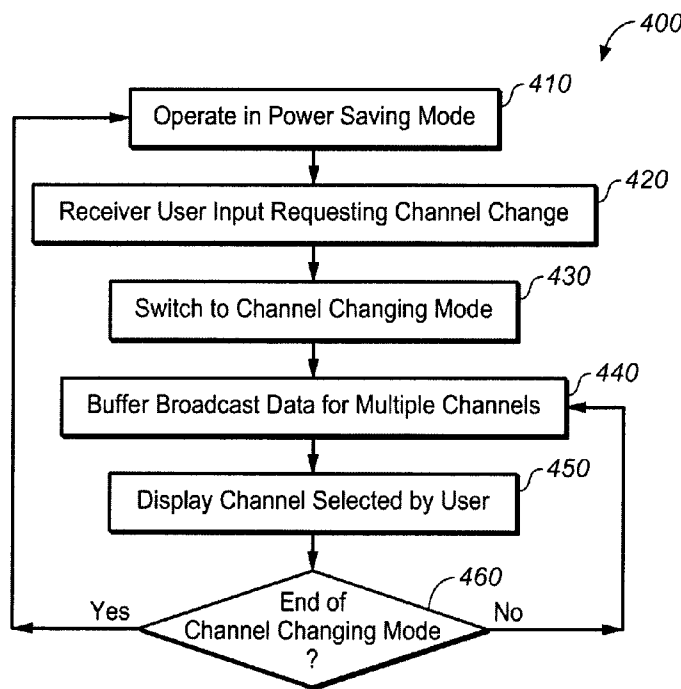 400
410
Operate in Power Saving Mode
420
Receiver User Input Requesting Channel Change
430
Switch to Channel Changing Mode
440
Buffer Broadcast Data for Multiple Channels
450
Display Channel Selected by User
460
Yes
End of
Channel Changing Mode
?
No